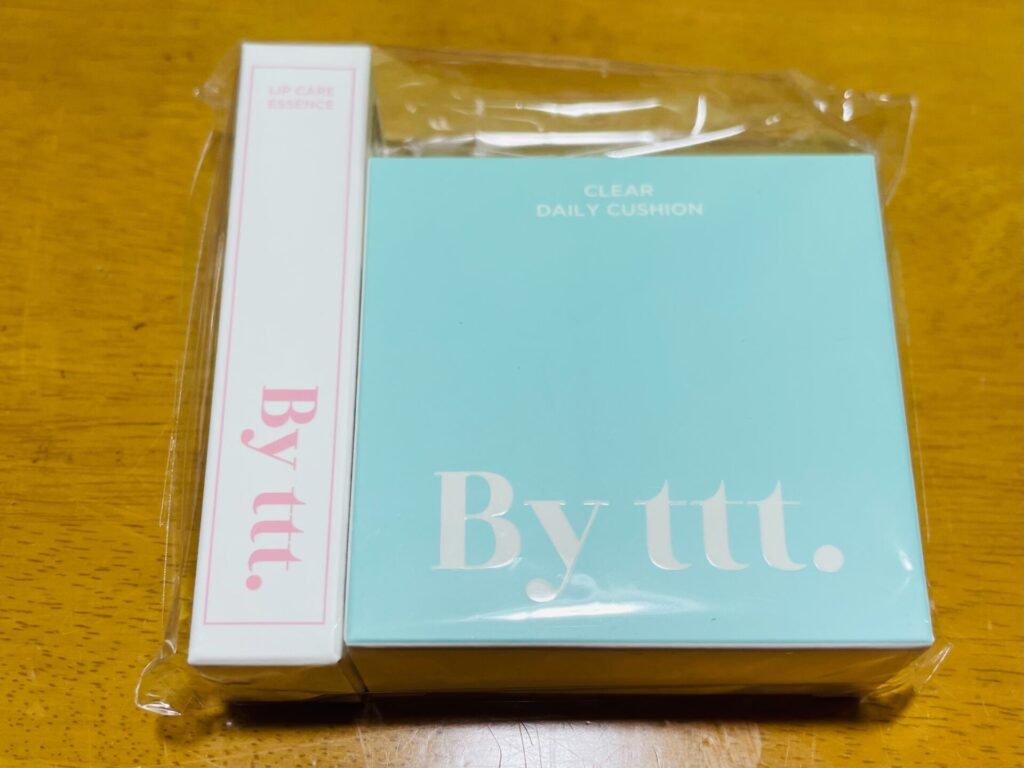 LIP CARE
ESSENCE
By ttt.
CLEAR
DAILY CUSHION
By ttt.